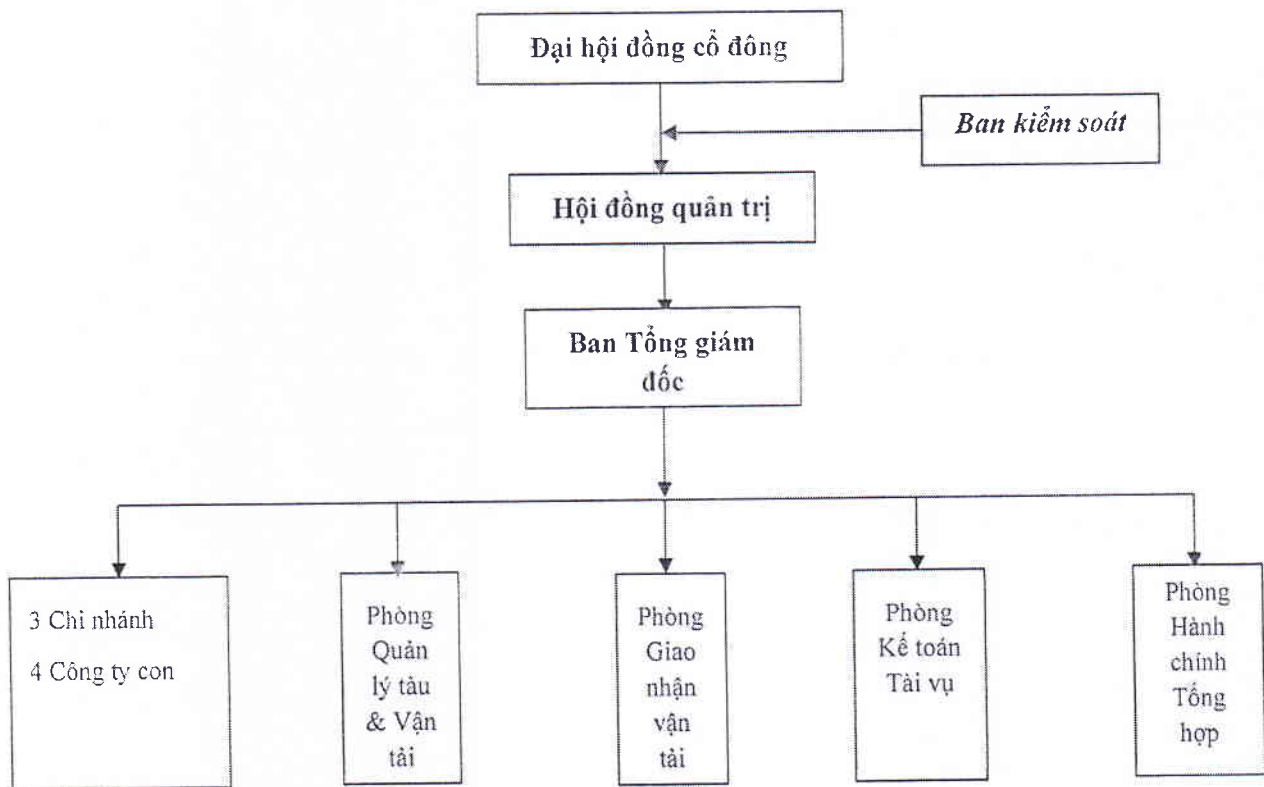 Đại hội đồng cổ đông
Ban kiểm soát
Hội đồng quản trị
Ban Tổng giám
đốc
3 Chi nhánh
4 Công ty con
Phòng
Quản
lý tàu
& Vận
tải
Phòng
Giao
nhận
vận
tải
Phòng
Kế toán
Tài vụ
Phòng
Hành
chính
Tổng
hợp